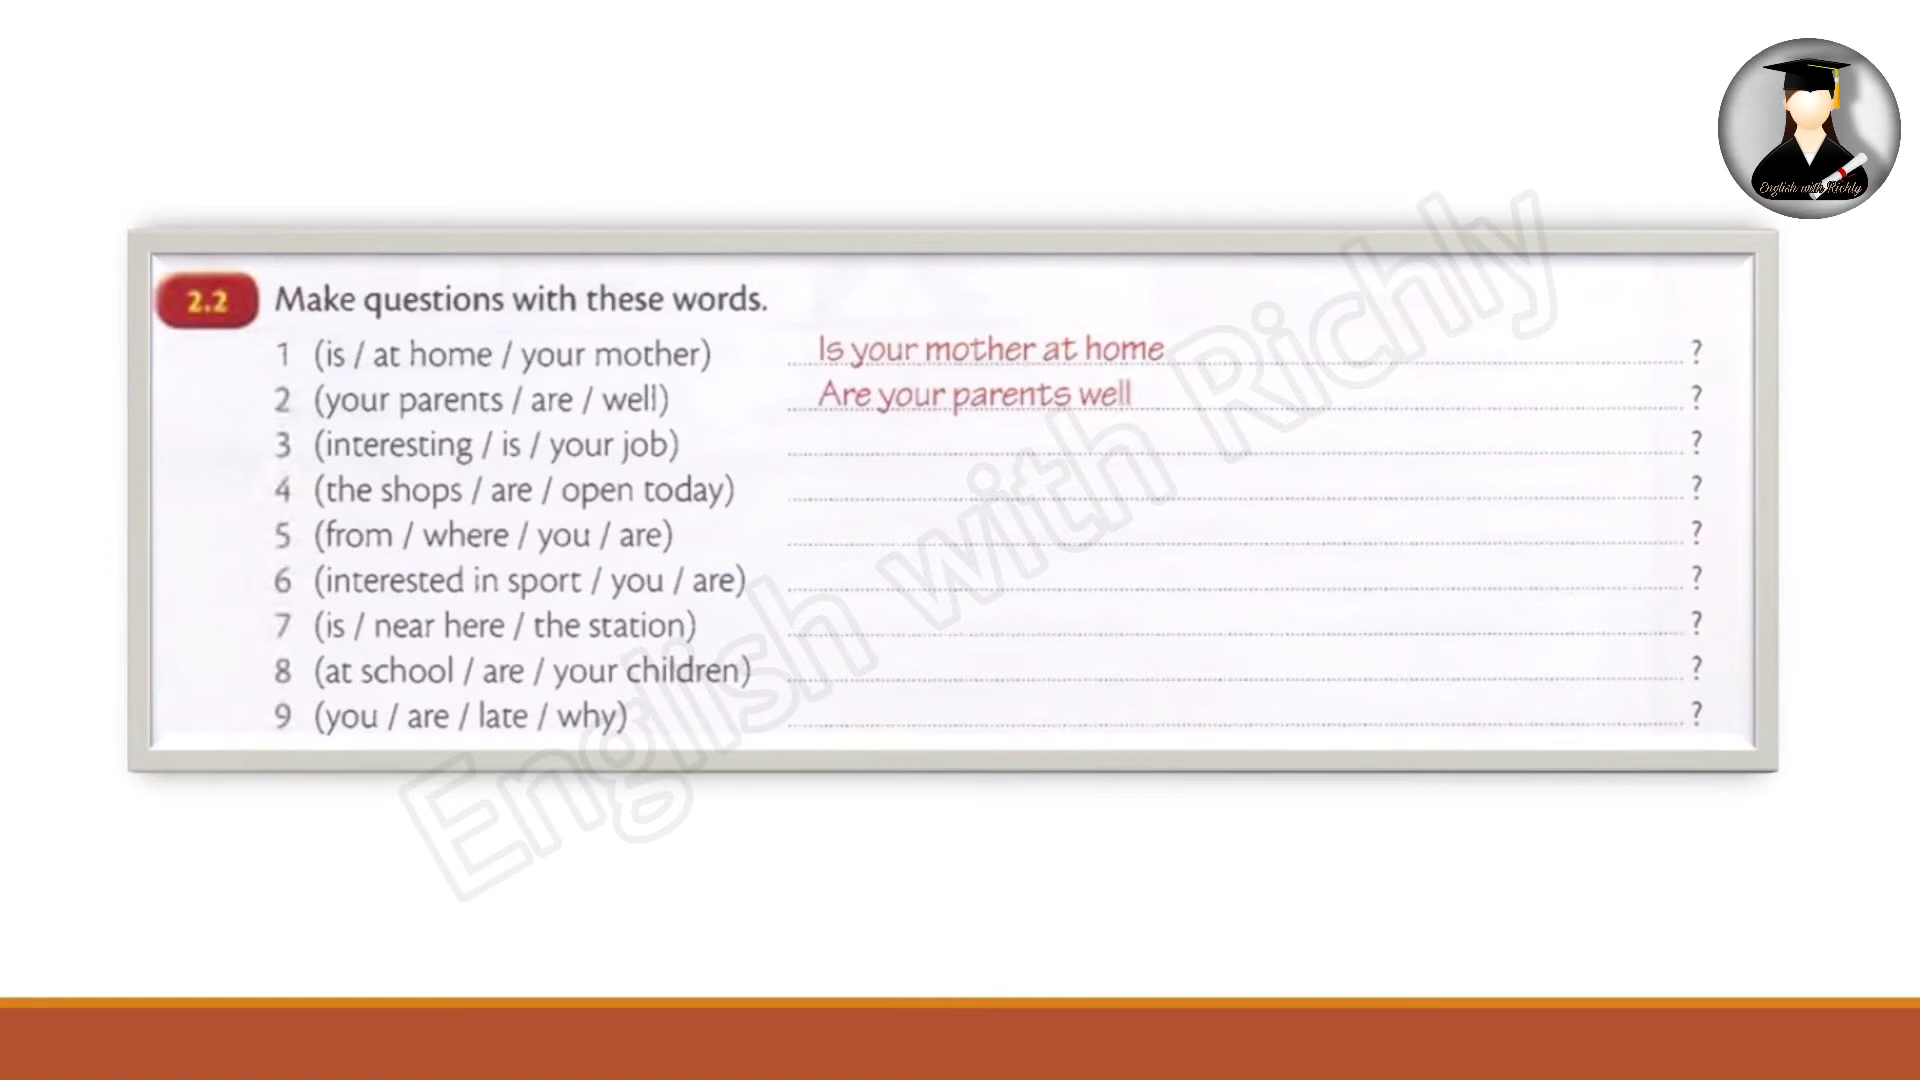 English with Richly
2.2 Make questions with these words.
1 (is / at home / your mother) Is your mother at home ?
2 (your parents / are / well) Are your parents well ?
3 (interesting / is / your job) ?
4 (the shops / are / open today) ?
5 (from / where / you / are) ?
6 (interested in sport / you / are) ?
7 (is / near here / the station) ?
8 (at school / are / your children) ?
9 (you / are / late / why) ?
English with Richly